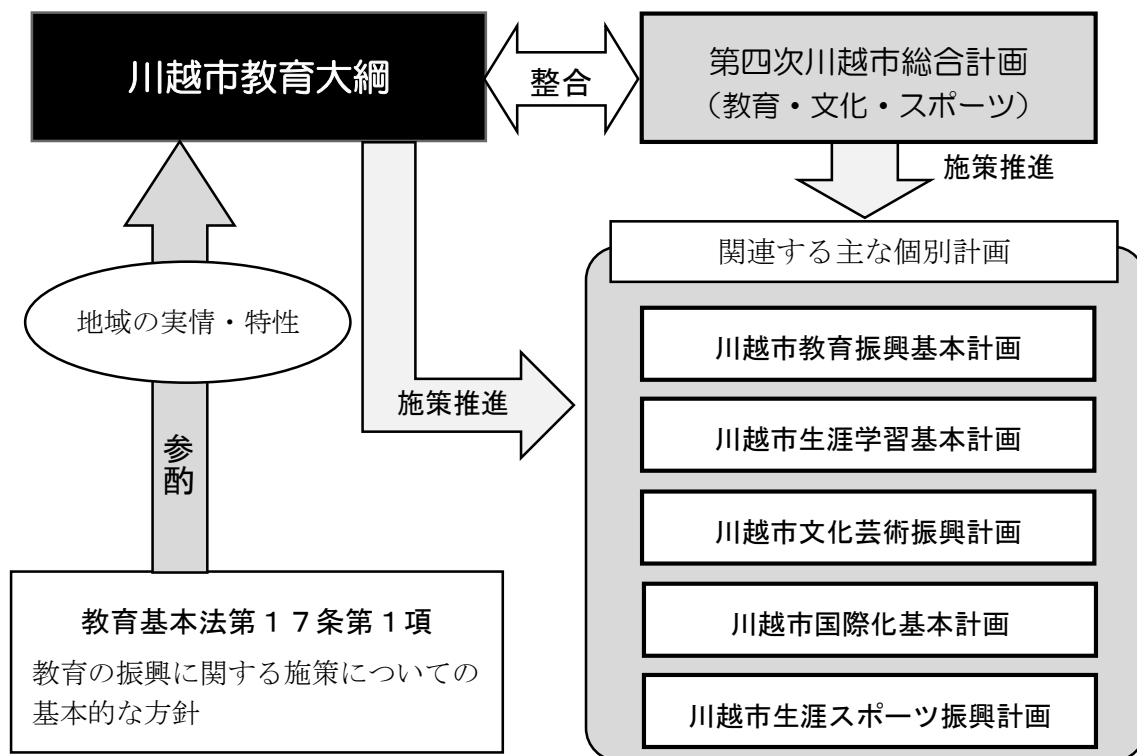 川越市教育大綱
整合
第四次川越市総合計画
（教育・文化・スポーツ）
施策推進
関連する主な個別計画
地域の実情・特性
川越市教育振興基本計画
施策推進
川越市生涯学習基本計画
参酌
川越市文化芸術振興計画
教育基本法第１７条第１項
教育の振興に関する施策についての
基本的な方針
川越市国際化基本計画
川越市生涯スポーツ振興計画